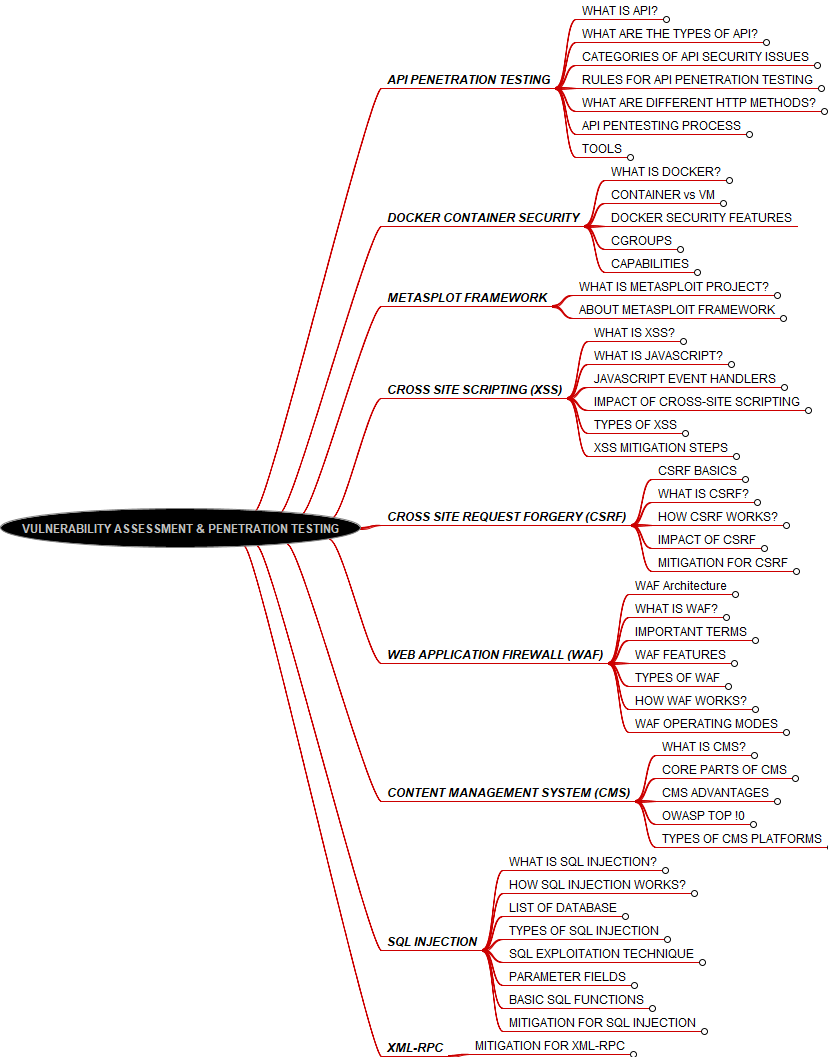 WHAT IS API?
WHAT ARE THE TYPES OF API?
CATEGORIES OF API SECURITY ISSUES
API PENETRATION TESTING
RULES FOR API PENETRATION TESTING
WHAT ARE DIFFERENT HTTP METHODS?
API PENTESTING PROCESS
TOOLS
WHAT IS DOCKER?
CONTAINER vs VM
DOCKER CONTAINER SECURITY
DOCKER SECURITY FEATURES
CGROUPS
CAPABILITIES
WHAT IS METASPLOIT PROJECT?
METASPLOT FRAMEWORK
ABOUT METASPLOIT FRAMEWORK
WHAT IS XSS?
WHAT IS JAVASCRIPT?
JAVASCRIPT EVENT HANDLERS
CROSS SITE SCRIPTING (XSS)
IMPACT OF CROSS-SITE SCRIPTING
TYPES OF XSS
XSS MITIGATION STEPS
CSRF BASICS
WHAT IS CSRF?
CROSS SITE REQUEST FORGERY (CSRF)
HOW CSRF WORKS?
VULNERABILITY ASSESSMENT & PENETRATION TESTING
IMPACT OF CSRF
MITIGATION FOR CSRF
WAF Architecture
WHAT IS WAF?
IMPORTANT TERMS
WEB APPLICATION FIREWALL (WAF)
WAF FEATURES
TYPES OF WAF
HOW WAF WORKS?
WAF OPERATING MODES
WHAT IS CMS?
CORE PARTS OF CMS
CONTENT MANAGEMENT SYSTEM (CMS)
CMS ADVANTAGES
OWASP TOP !0
TYPES OF CMS PLATFORMS
WHAT IS SQL INJECTION?
HOW SQL INJECTION WORKS?
LIST OF DATABASE
TYPES OF SQL INJECTION
SQL INJECTION
SQL EXPLOITATION TECHNIQUE
PARAMETER FIELDS
BASIC SQL FUNCTIONS
MITIGATION FOR SQL INJECTION
XML-RPC
MITIGATION FOR XML-RPC